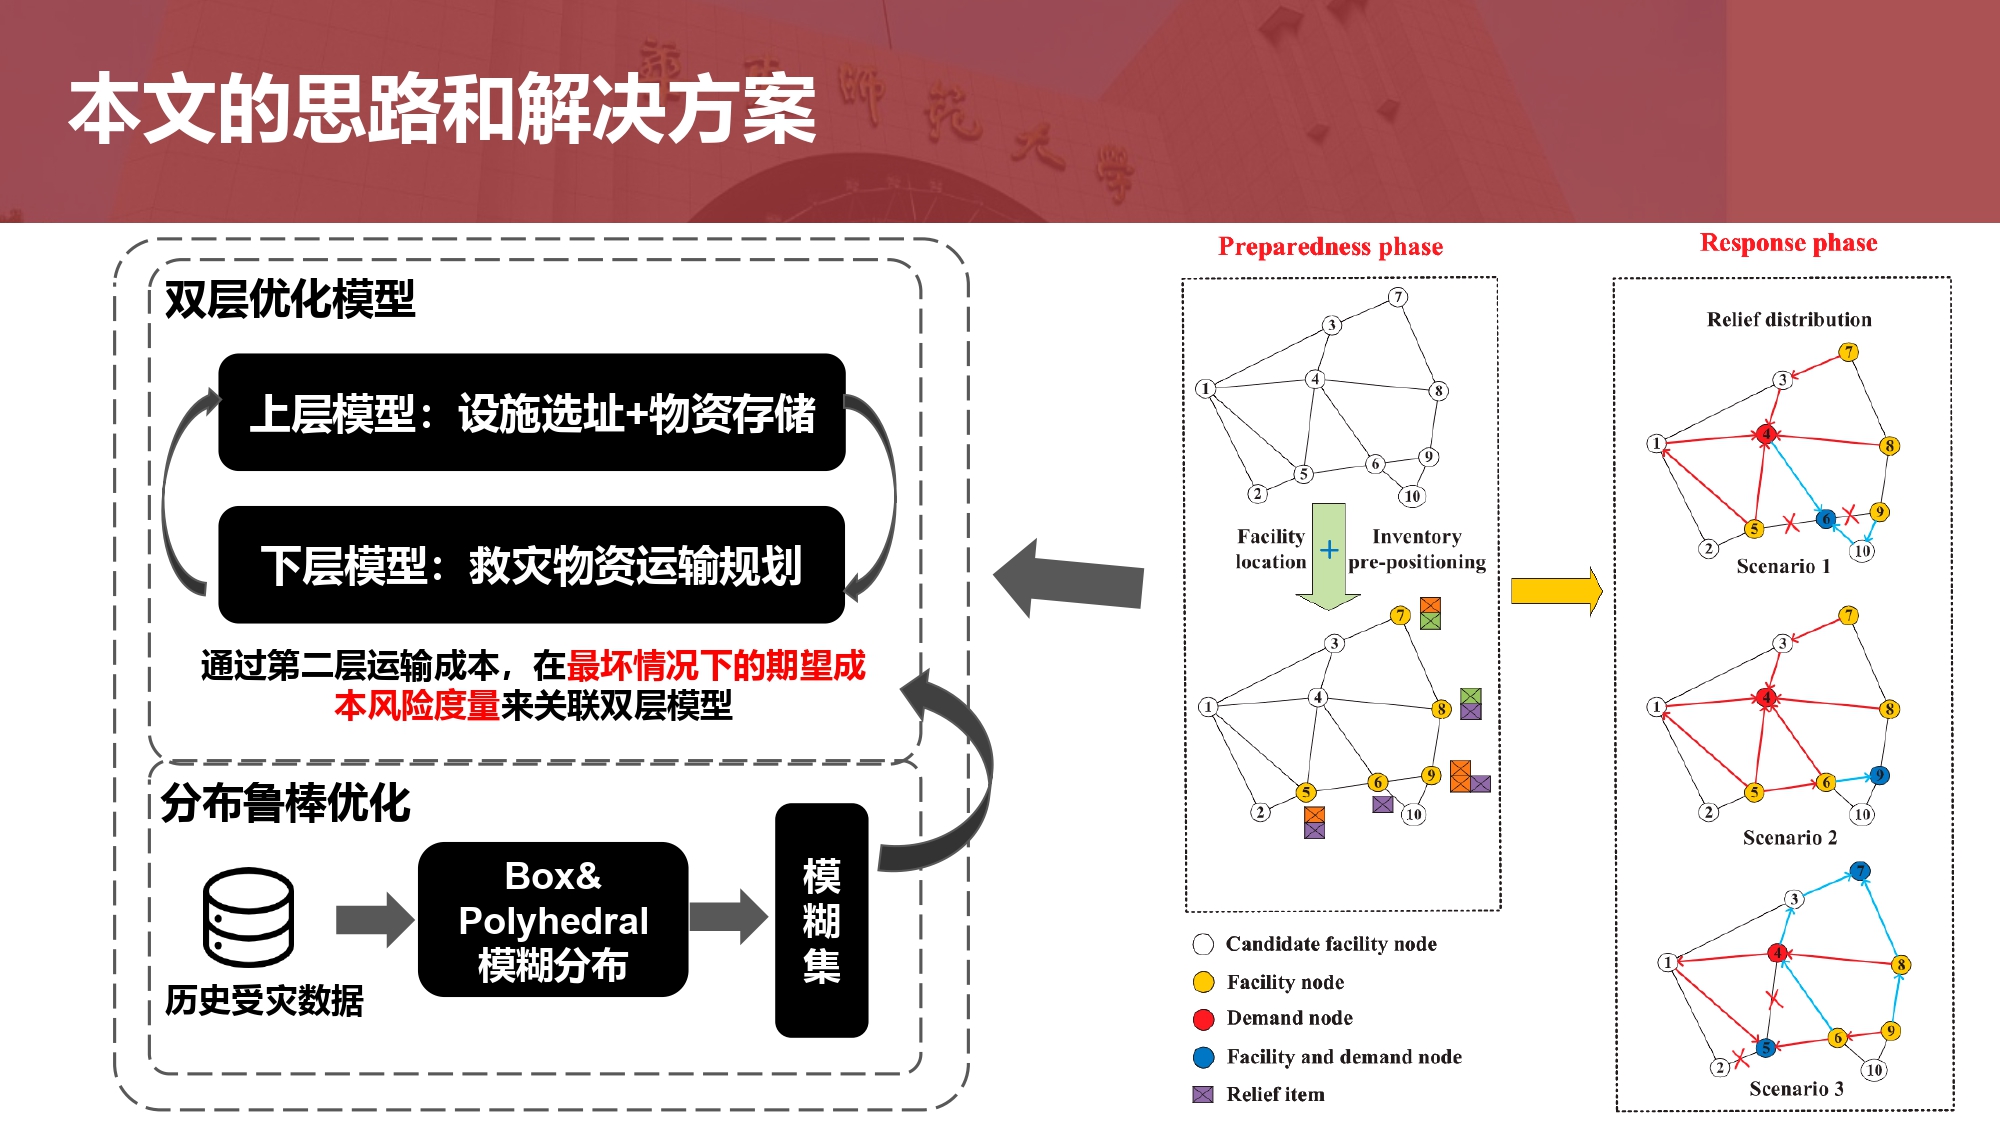 本文的思路和解决方案
师范大学
双层优化模型
上层模型：设施选址+物资存储
下层模型：救灾物资运输规划
通过第二层运输成本，在最坏情况下的期望成
本风险度量来关联双层模型
分布鲁棒优化
历史受灾数据
Box&
Polyhedral
模糊分布
模
糊
集
Preparedness phase
7
3
4
1
8
9
6
5
2
10
Facility
location
+
Inventory
pre-positioning
7
3
4
1
8
9
6
5
2
10
Candidate facility node
Facility node
Demand node
Facility and demand node
Relief item
Response phase
Relief distribution
7
3
4
1
8
9
6
5
2
10
Scenario 1
7
3
4
1
8
9
6
5
2
10
Scenario 2
7
3
4
1
8
9
6
5
2
10
Scenario 3